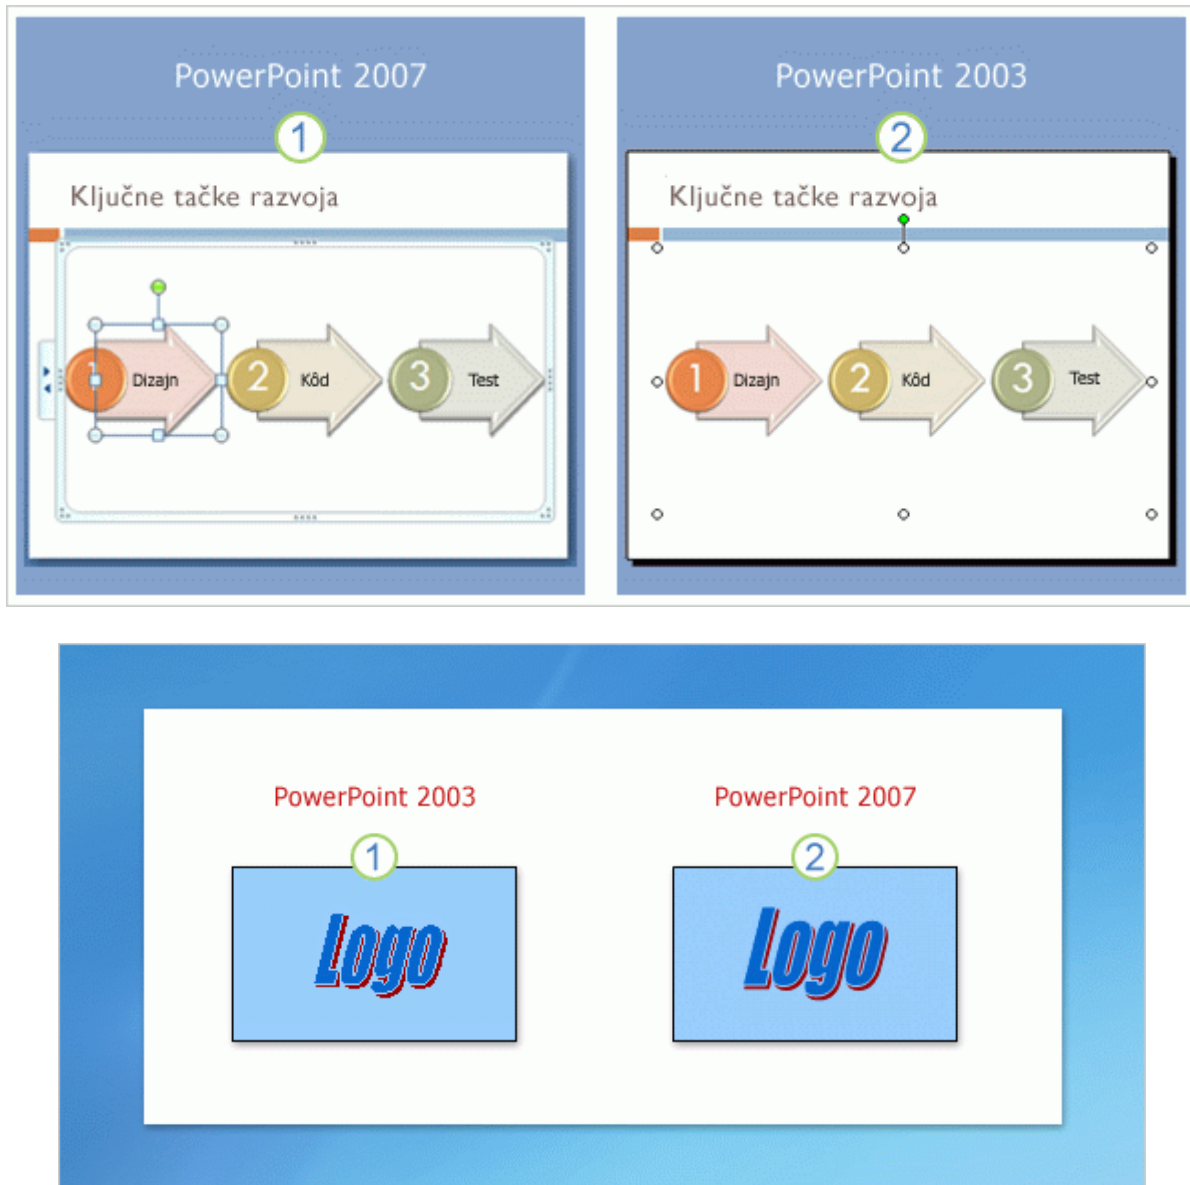 PowerPoint 2007
1
Ključne tačke razvoja
1 Dizajn 2 Kôd 3 Test
PowerPoint 2003
2
Ključne tačke razvoja
1 Dizajn 2 Kôd 3 Test
PowerPoint 2003
1
Logo
PowerPoint 2007
2
Logo